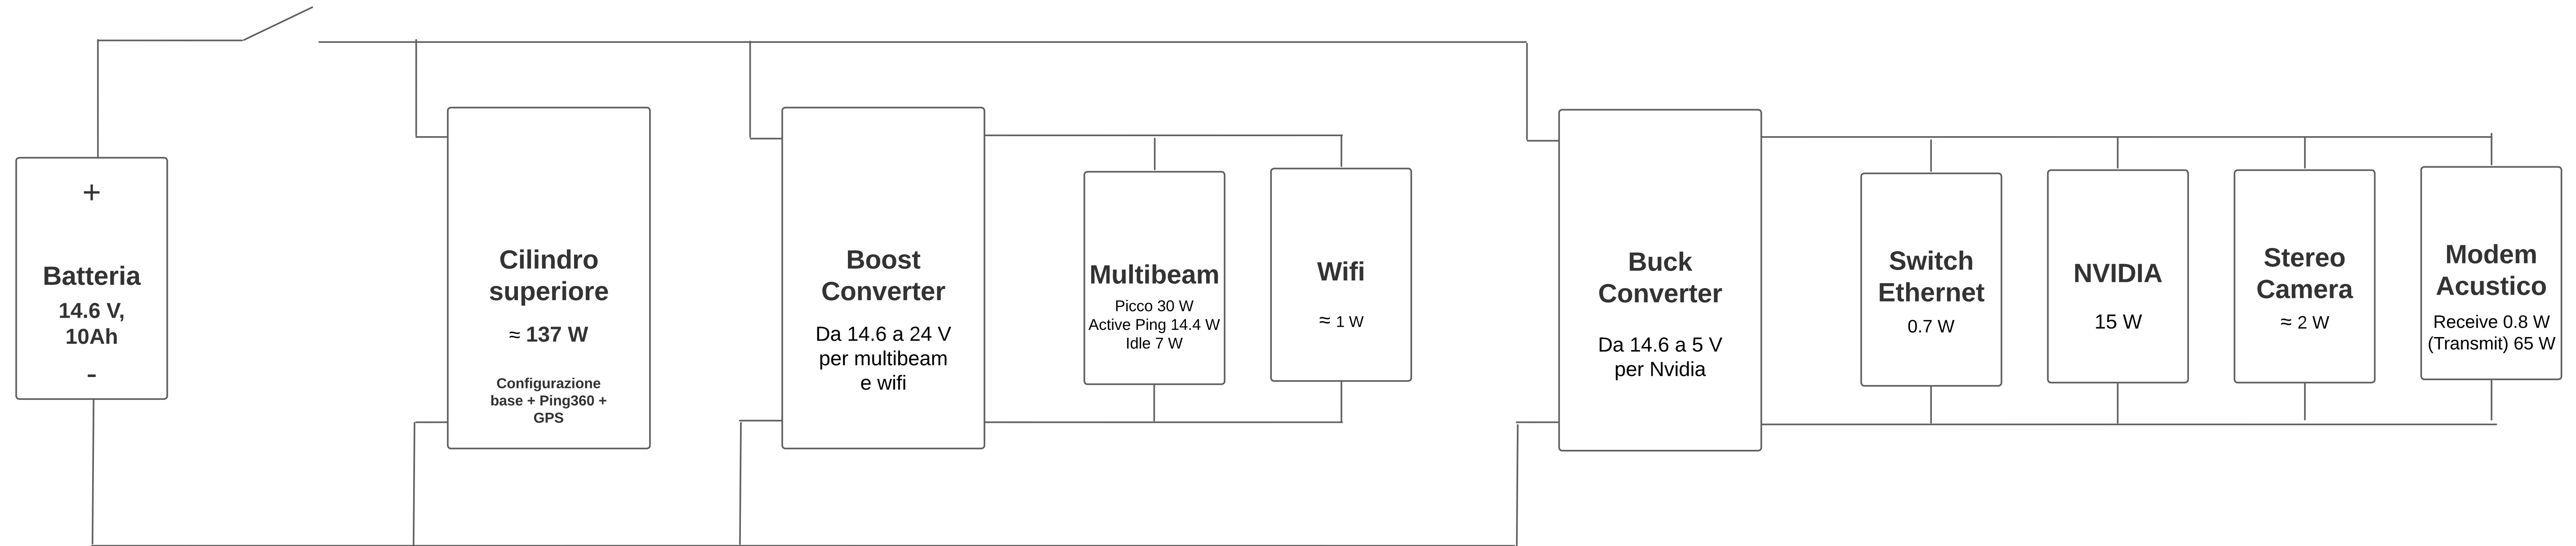 +
Batteria
14.6 V,
10Ah
-
Cilindro
superiore
≈ 137 W
Configurazione
base + Ping360 +
GPS
Boost
Converter
Da 14.6 a 24 V
per multibeam
e wifi
Multibeam
Picco 30 W
Active Ping 14.4 W
Idle 7 W
Wifi
≈ 1 W
Buck
Converter
Da 14.6 a 5 V
per Nvidia
Switch
Ethernet
0.7 W
NVIDIA
15 W
Stereo
Camera
≈ 2 W
Modem
Acustico
Receive 0.8 W
(Transmit) 65 W